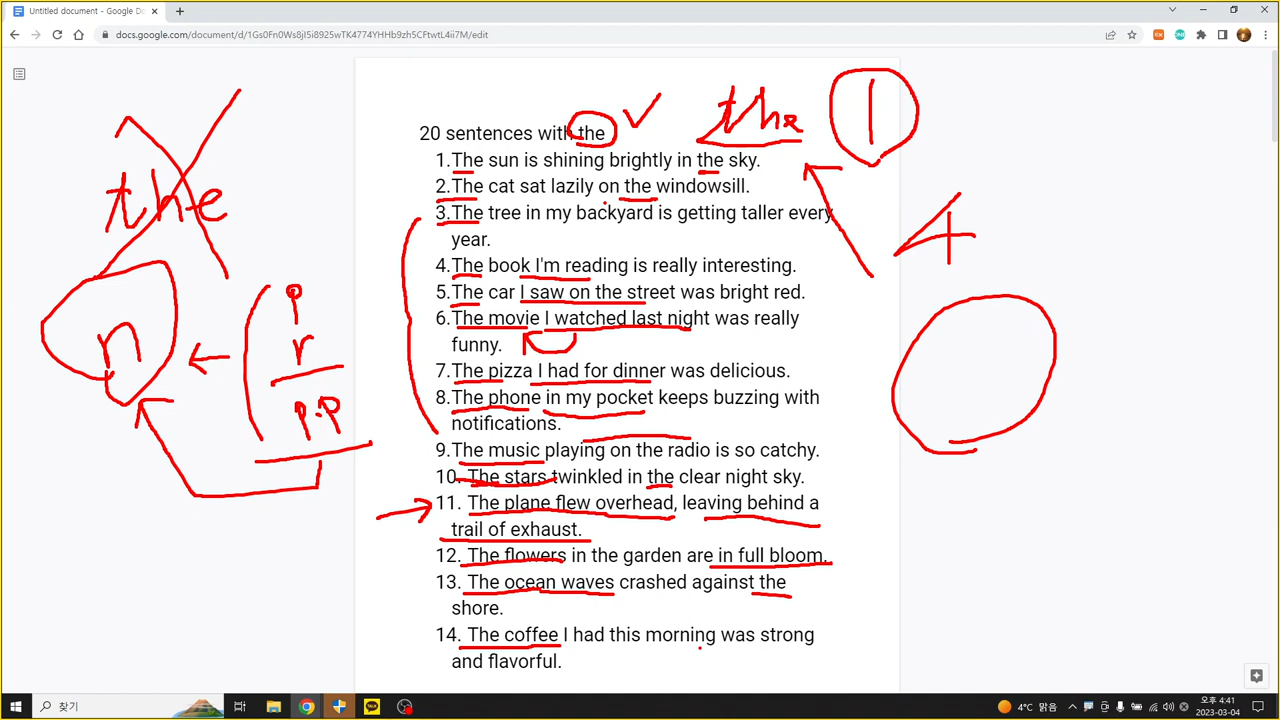 Untitled document - Google Do
docs.google.com/document/d/1Gs0Fn0Ws8jI5i8925wTK4774YHHb9zh5CFtwtL4ii7M/edit
20 sentences with the
the
1
1.The sun is shining brightly in the sky.
2.The cat sat lazily on the windowsill.
3.The tree in my backyard is getting taller every
year.
4.The book I'm reading is really interesting.
5.The car I saw on the street was bright red.
6.The movie I watched last night was really
funny.
7.The pizza I had for dinner was delicious.
8.The phone in my pocket keeps buzzing with
notifications.
9.The music playing on the radio is so catchy.
10. The stars twinkled in the clear night sky.
11. The plane flew overhead, leaving behind a
trail of exhaust.
12. The flowers in the garden are in full bloom.
13. The ocean waves crashed against the
shore.
14. The coffee I had this morning was strong
and flavorful.
the
n
P
r
p.p
4
찾기
TALK
4°C 맑음
오후 4:41
2023-03-04